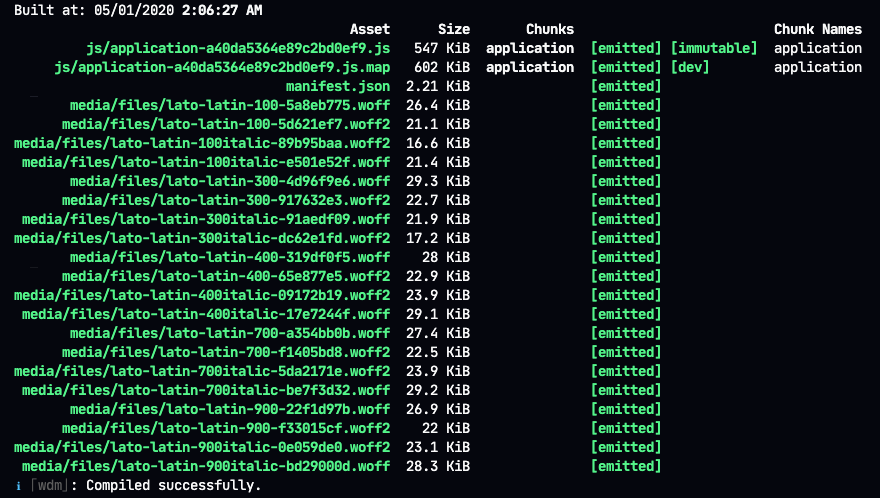 Built at: 05/01/2020 2:06:27 AM
Asset Size Chunks Chunk Names
js/application-a40da5364e89c2bd0ef9.js 547 KiB application [emitted] [immutable] application
js/application-a40da5364e89c2bd0ef9.js.map 602 KiB application [emitted] [dev] application
manifest.json 2.21 KiB [emitted]
media/files/lato-latin-100-5a8eb775.woff 26.4 KiB [emitted]
media/files/lato-latin-100-5d621ef7.woff2 21.1 KiB [emitted]
media/files/lato-latin-100italic-89b95baa.woff2 16.6 KiB [emitted]
media/files/lato-latin-100italic-e501e52f.woff 21.4 KiB [emitted]
media/files/lato-latin-300-4d96f9e6.woff 29.3 KiB [emitted]
media/files/lato-latin-300-917632e3.woff2 22.7 KiB [emitted]
media/files/lato-latin-300italic-91aedf09.woff 21.9 KiB [emitted]
media/files/lato-latin-300italic-dc62e1fd.woff2 17.2 KiB [emitted]
media/files/lato-latin-400-319df0f5.woff 28 KiB [emitted]
media/files/lato-latin-400-65e877e5.woff2 22.9 KiB [emitted]
media/files/lato-latin-400italic-09172b19.woff2 23.9 KiB [emitted]
media/files/lato-latin-400italic-17e7244f.woff 29.1 KiB [emitted]
media/files/lato-latin-700-a354bb0b.woff 27.4 KiB [emitted]
media/files/lato-latin-700-f1405bd8.woff2 22.5 KiB [emitted]
media/files/lato-latin-700italic-5da2171e.woff2 23.9 KiB [emitted]
media/files/lato-latin-700italic-be7f3d32.woff 29.2 KiB [emitted]
media/files/lato-latin-900-22f1d97b.woff 26.9 KiB [emitted]
media/files/lato-latin-900-f33015cf.woff2 22 KiB [emitted]
media/files/lato-latin-900italic-0e059de0.woff2 23.1 KiB [emitted]
media/files/lato-latin-900italic-bd29000d.woff 28.3 KiB [emitted]
ℹ ｢wdm｣: Compiled successfully.